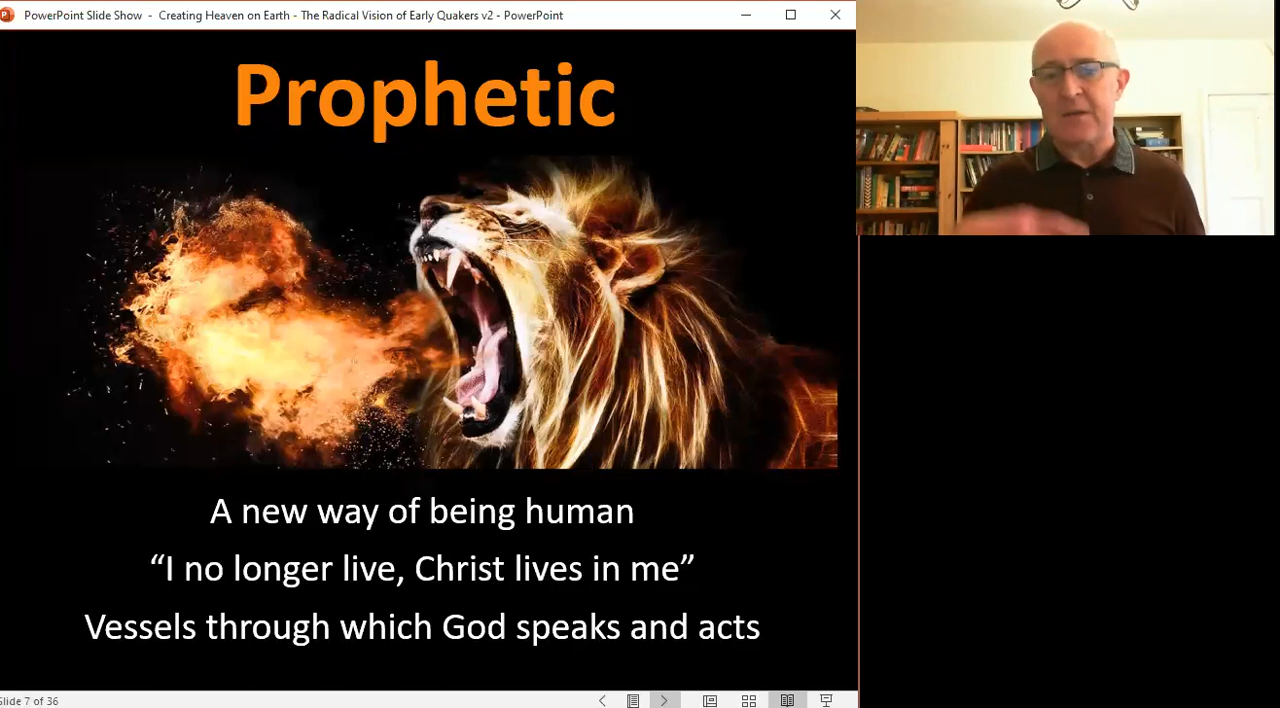 PowerPoint Slide Show - Creating Heaven on Earth - The Radical Vision of Early Quakers v2 - PowerPoint
Prophetic
A new way of being human
“I no longer live, Christ lives in me”
Vessels through which God speaks and acts
Slide 7 of 36